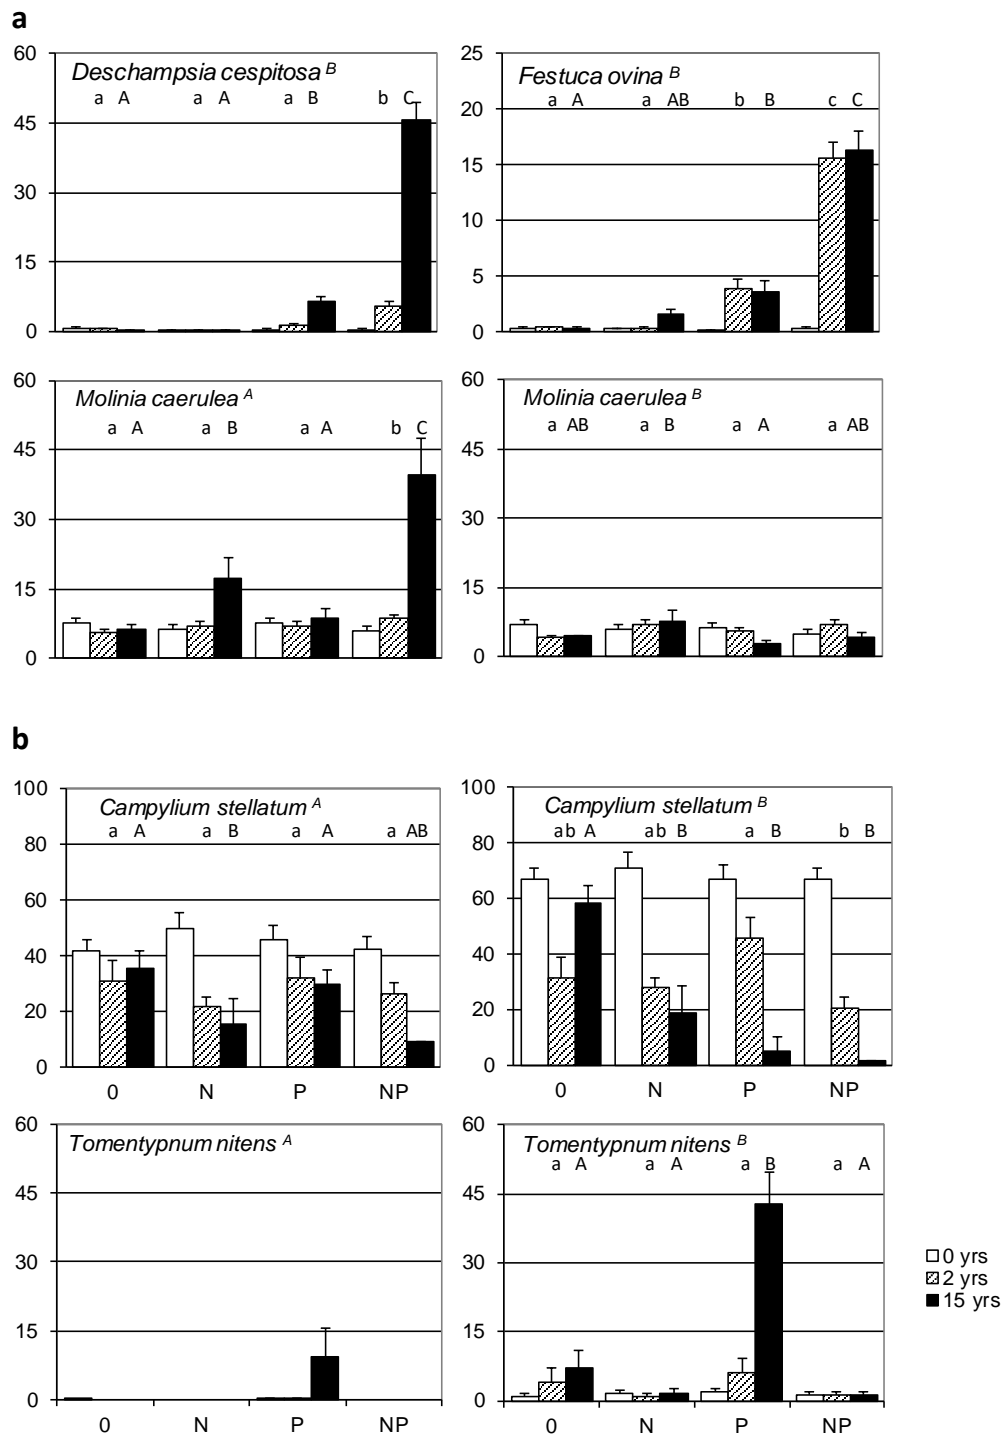 a
Deschampsia cespitosa B
a A a A a B b C
60
45
30
15
0
Festuca ovina B
a A a AB b B c C
25
20
15
10
5
0
Molinia caerulea A
a A a B a A b C
60
45
30
15
0
Molinia caerulea B
a AB a B a A a AB
60
45
30
15
0
b
Campylium stellatum A
a A a B a A a AB
100
80
60
40
20
0
0 N P NP
Campylium stellatum B
ab A ab B a B b B
100
80
60
40
20
0
0 N P NP
Tomentypnum nitens A
60
45
30
15
0
0 N P NP
Tomentypnum nitens B
a A a A a B a A
60
45
30
15
0
0 N P NP
0 yrs
2 yrs
15 yrs